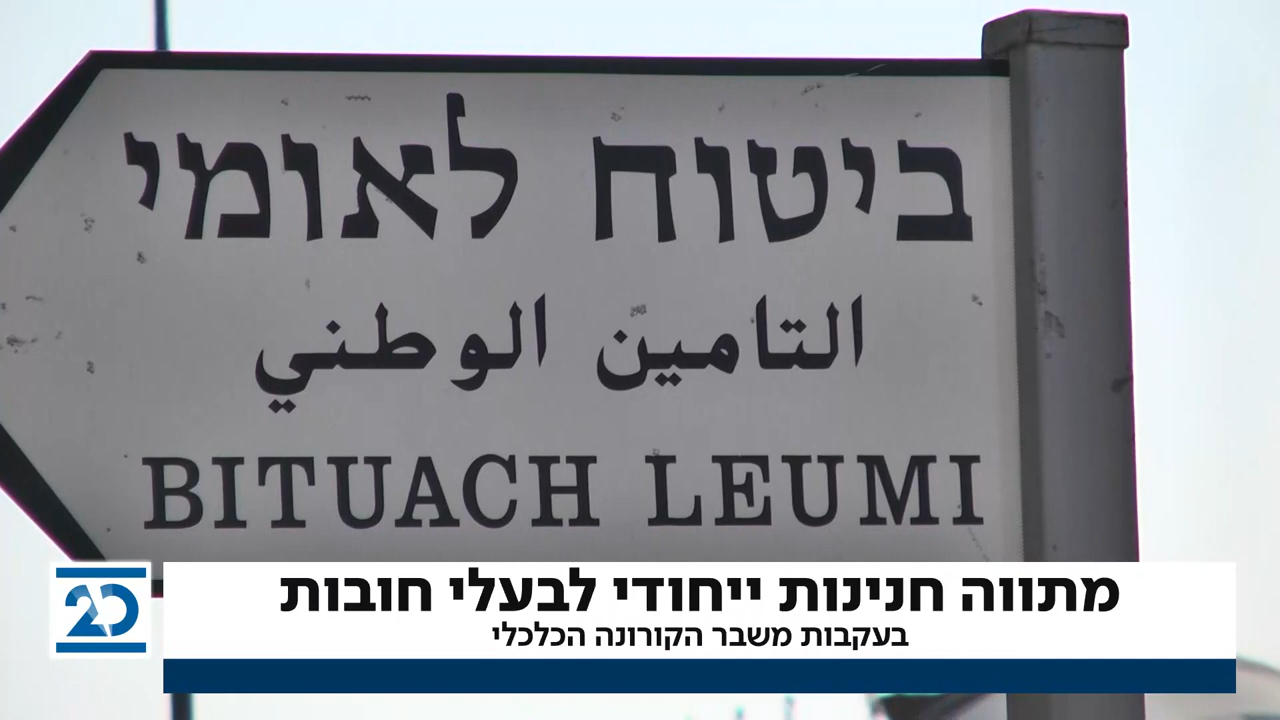 ביטוח לאומי
التامين الوطني
BITUACH LEUMI
20
מתווה חנינות ייחודי לבעלי חובות
בעקבות משבר הקורונה הכלכלי